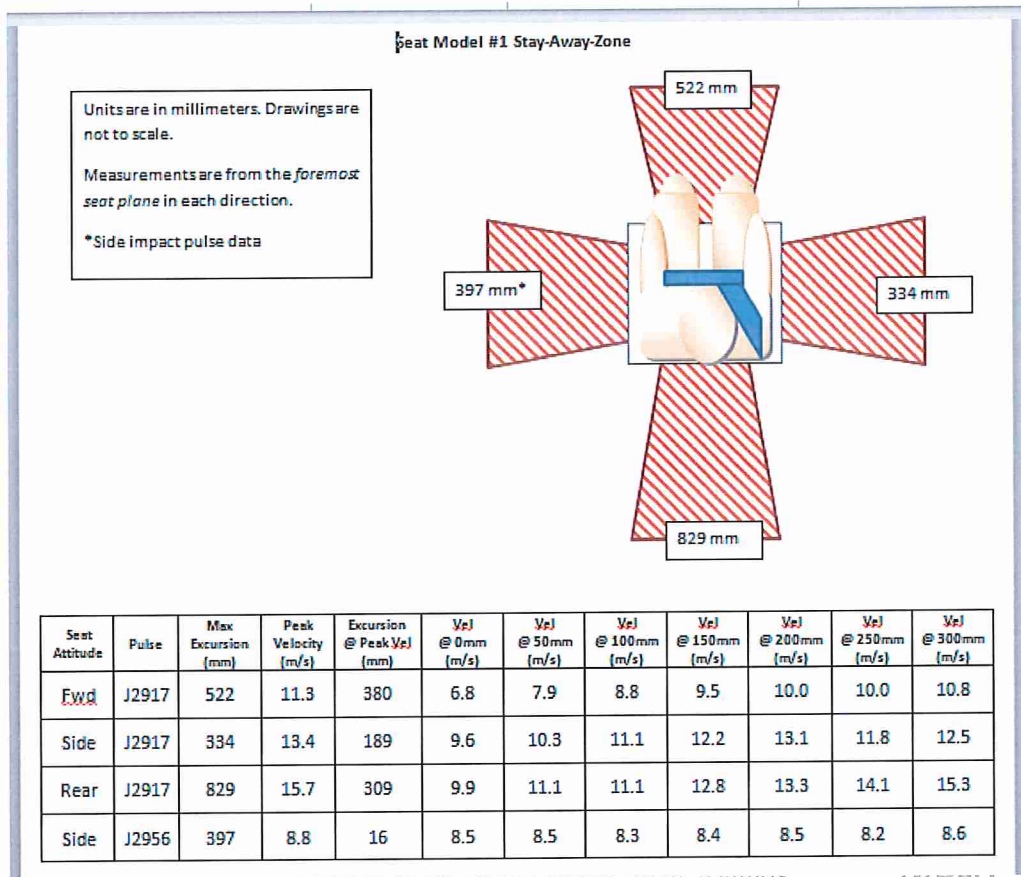 Seat Model #1 Stay-Away-Zone
Units are in millimeters. Drawings are
not to scale.
Measurements are from the foremost
seat plane in each direction.
*Side impact pulse data
522 mm
397 mm*
334 mm
829 mm
Seat Attitude Pulse Max Excursion (mm) Peak Velocity (m/s) Excursion @ Peak Vel (mm) Vel @ 0mm (m/s) Vel @ 50mm (m/s) Vel @ 100mm (m/s) Vel @ 150mm (m/s) Vel @ 200mm (m/s) Vel @ 250mm (m/s) Vel @ 300mm (m/s)
Fwd J2917 522 11.3 380 6.8 7.9 8.8 9.5 10.0 10.0 10.8
Side J2917 334 13.4 189 9.6 10.3 11.1 12.2 13.1 11.8 12.5
Rear J2917 829 15.7 309 9.9 11.1 11.1 12.8 13.3 14.1 15.3
Side J2956 397 8.8 16 8.5 8.5 8.3 8.4 8.5 8.2 8.6